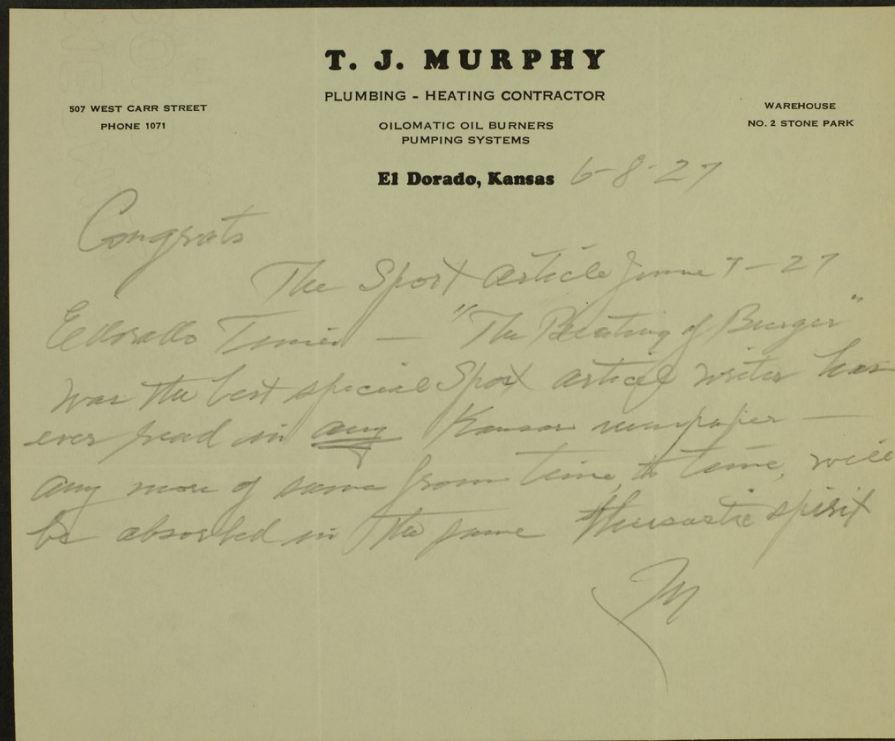 T. J. MURPHY
PLUMBING - HEATING CONTRACTOR
507 WEST CARR STREET
PHONE 1071
OILOMATIC OIL BURNERS
PUMPING SYSTEMS
WAREHOUSE
NO. 2 STONE PARK
El Dorado, Kansas 6-8-27
Congrats
The Sport article June 7-27
Eldorado Times — "The of Burger"
was the best special Sport article writer has
ever read in any Kansas newspaper —
any more of same from time to time, will
be absorbed in the same thusastic spirit
M